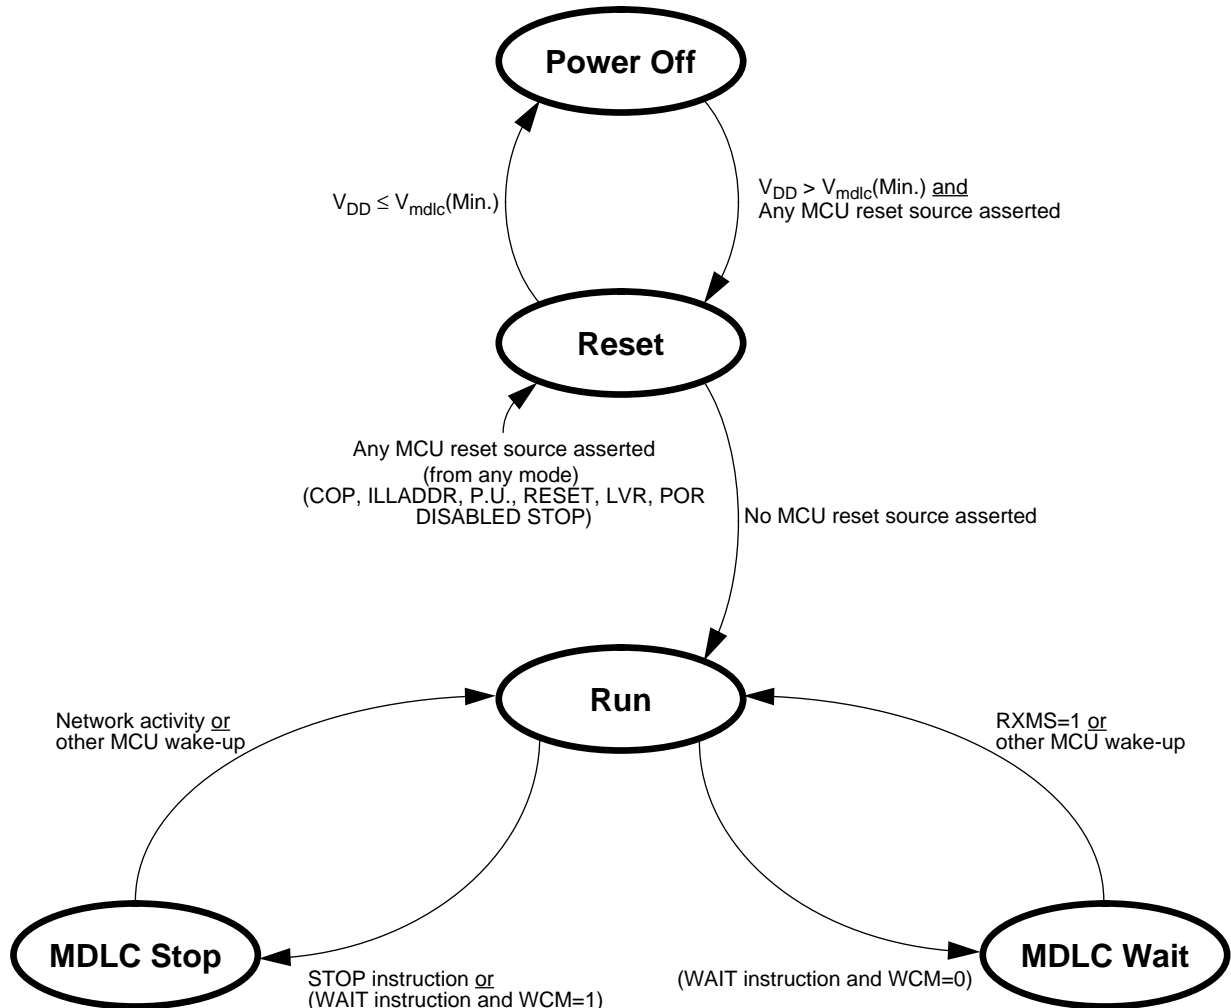 Power Off
V_DD ≤ V_mdlc(Min.)
V_DD > V_mdlc(Min.) and
Any MCU reset source asserted
Reset
Any MCU reset source asserted
(from any mode)
(COP, ILLADDR, P.U., RESET, LVR, POR
DISABLED STOP)
No MCU reset source asserted
Run
Network activity or
other MCU wake-up
RXMS=1 or
other MCU wake-up
MDLC Stop
MDLC Wait
STOP instruction or
(WAIT instruction and WCM=1)
(WAIT instruction and WCM=0)